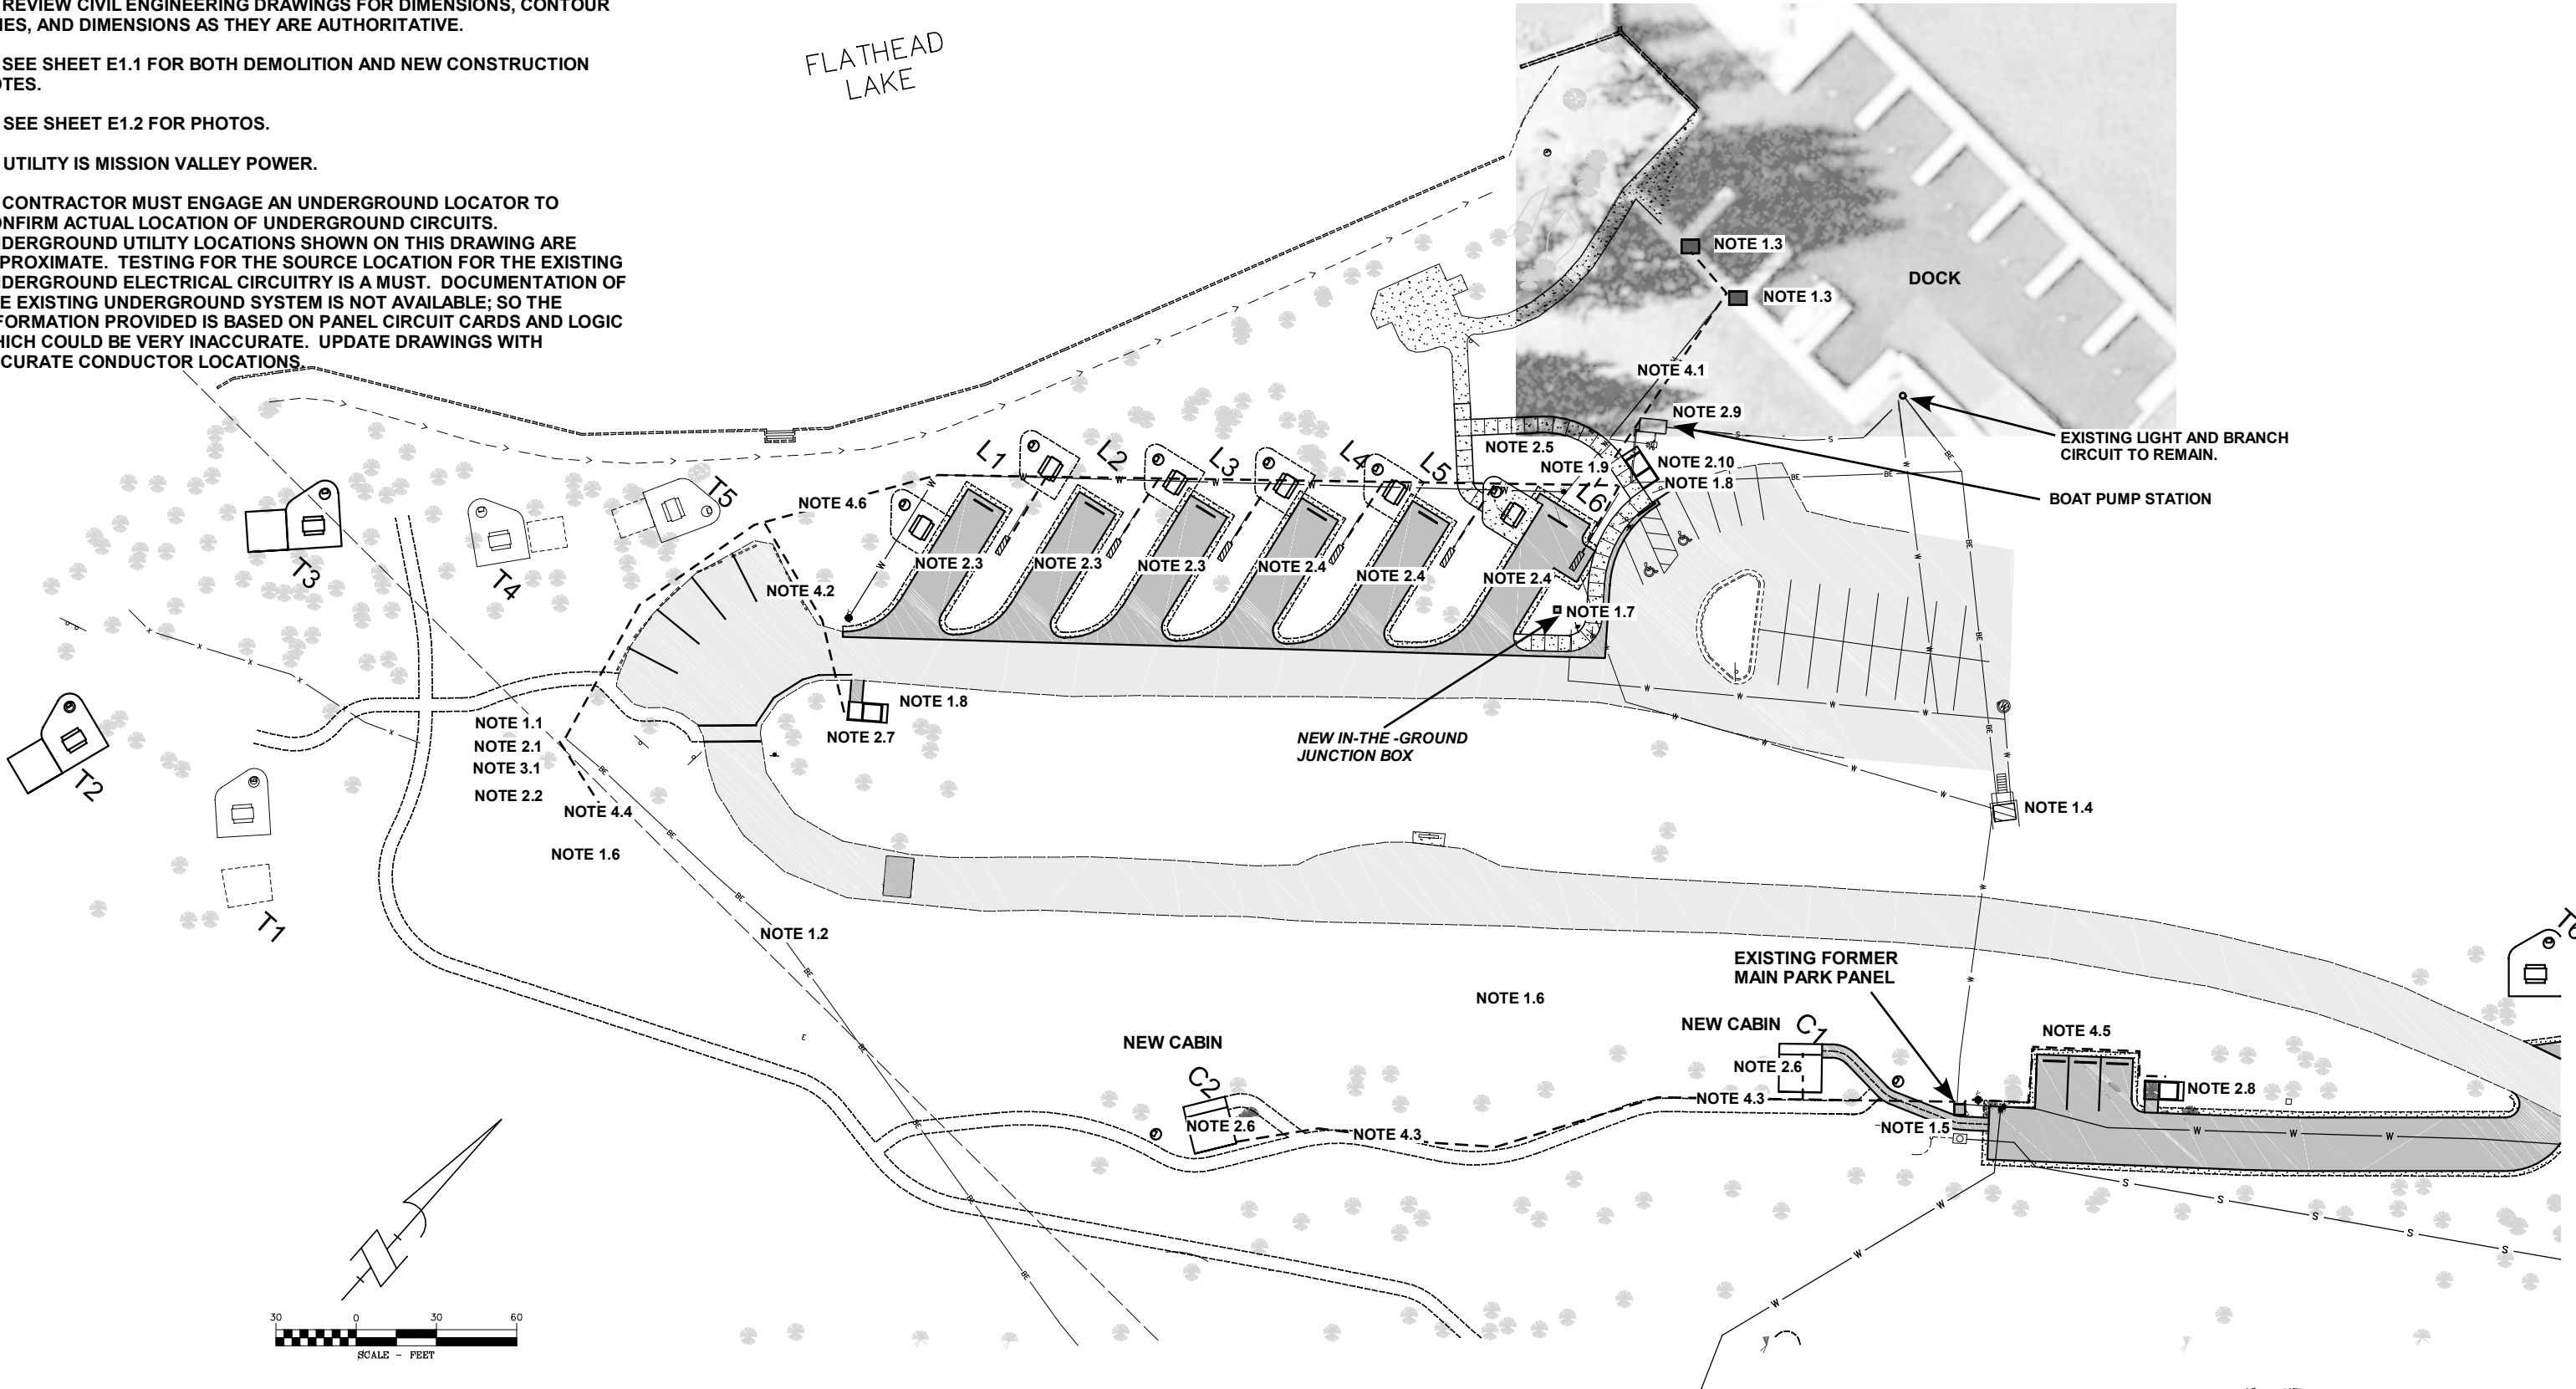 REVIEW CIVIL ENGINEERING DRAWINGS FOR DIMENSIONS, CONTOUR
AND DIMENSIONS AS THEY ARE AUTHORITATIVE.
SEE SHEET E1.1 FOR BOTH DEMOLITION AND NEW CONSTRUCTION
SEE SHEET E1.2 FOR PHOTOS.
UTILITY IS MISSION VALLEY POWER.
CONTRACTOR MUST ENGAGE AN UNDERGROUND LOCATOR TO
ACTUAL LOCATION OF UNDERGROUND CIRCUITS.
UTILITY LOCATIONS SHOWN ON THIS DRAWING ARE
TESTING FOR THE SOURCE LOCATION FOR THE EXISTING
ELECTRICAL CIRCUITRY IS A MUST. DOCUMENTATION OF
EXISTING UNDERGROUND SYSTEM IS NOT AVAILABLE; SO THE
PROVIDED IS BASED ON PANEL CIRCUIT CARDS AND LOGIC
COULD BE VERY INACCURATE. UPDATE DRAWINGS WITH
CONDUCTOR LOCATIONS.
FLATHEAD
LAKE
NOTE 1.3
NOTE 1.3
DOCK
NOTE 4.1
NOTE 2.9
EXISTING LIGHT AND BRANCH
CIRCUIT TO REMAIN.
BOAT PUMP STATION
NOTE 2.5
NOTE 1.9
NOTE 2.10
NOTE 1.8
L1
L2
L3
L4
L5
L6
T5
NOTE 4.6
T3
T4
NOTE 2.3
NOTE 2.3
NOTE 2.3
NOTE 2.4
NOTE 2.4
NOTE 2.4
NOTE 4.2
NOTE 1.7
NOTE 1.8
NOTE 2.7
NEW IN-THE -GROUND
JUNCTION BOX
NOTE 1.1
NOTE 2.1
NOTE 3.1
NOTE 2.2
NOTE 4.4
NOTE 1.6
NOTE 1.4
T2
T1
NOTE 1.2
EXISTING FORMER
MAIN PARK PANEL
NOTE 1.6
NEW CABIN
C1
NOTE 4.5
NEW CABIN
C2
NOTE 2.6
NOTE 2.8
NOTE 4.3
NOTE 2.6
NOTE 4.3
NOTE 1.5
30 0 30 60
SCALE - FEET